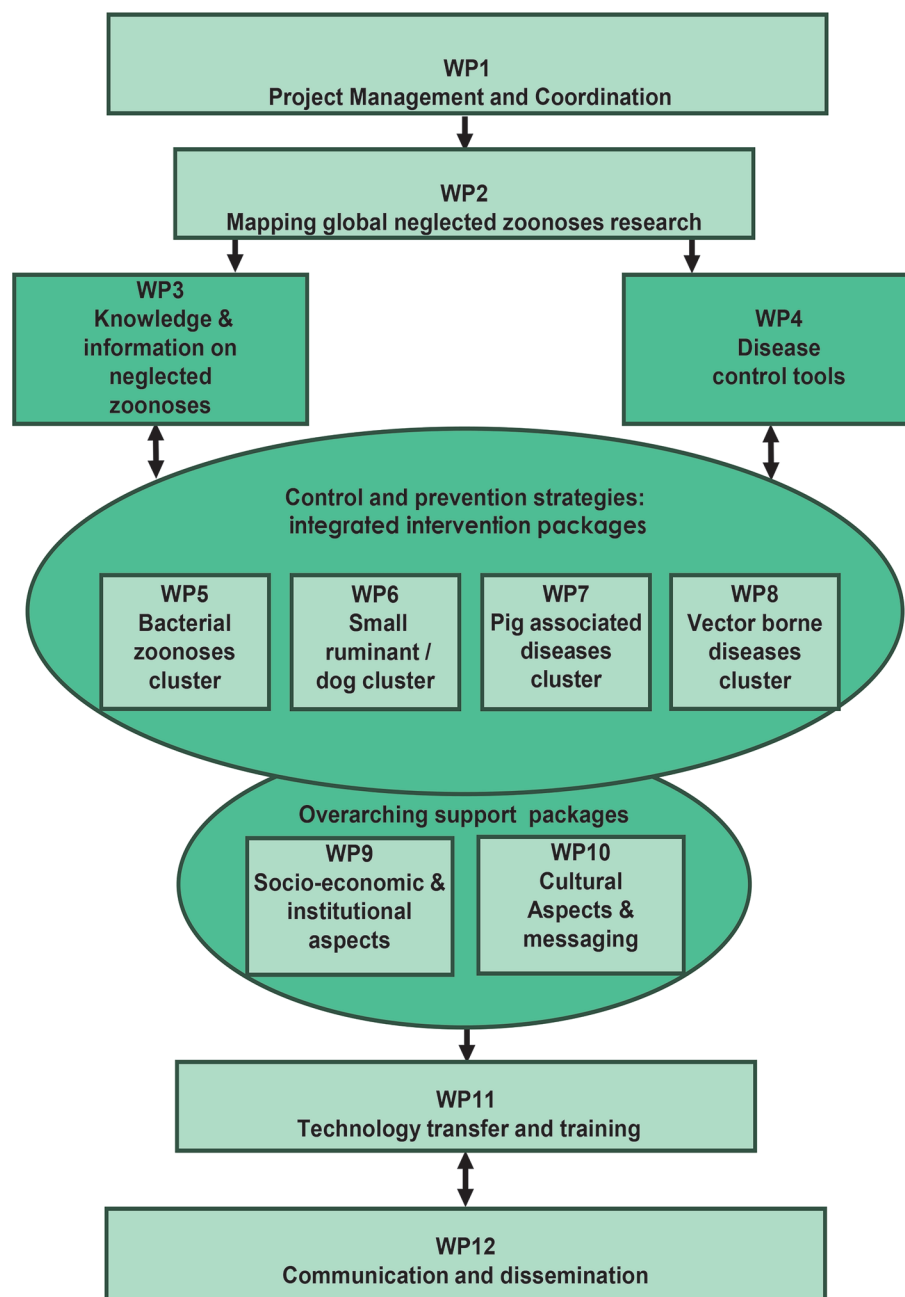 WP1
Project Management and Coordination
WP2
Mapping global neglected zoonoses research
WP3
Knowledge &
information on
neglected
zoonoses
WP4
Disease
control tools
Control and prevention strategies:
integrated intervention packages
WP5
Bacterial
zoonoses
cluster
WP6
Small
ruminant /
dog cluster
WP7
Pig associated
diseases
cluster
WP8
Vector borne
diseases
cluster
Overarching support packages
WP9
Socio-economic &
institutional
aspects
WP10
Cultural
Aspects &
messaging
WP11
Technology transfer and training
WP12
Communication and dissemination